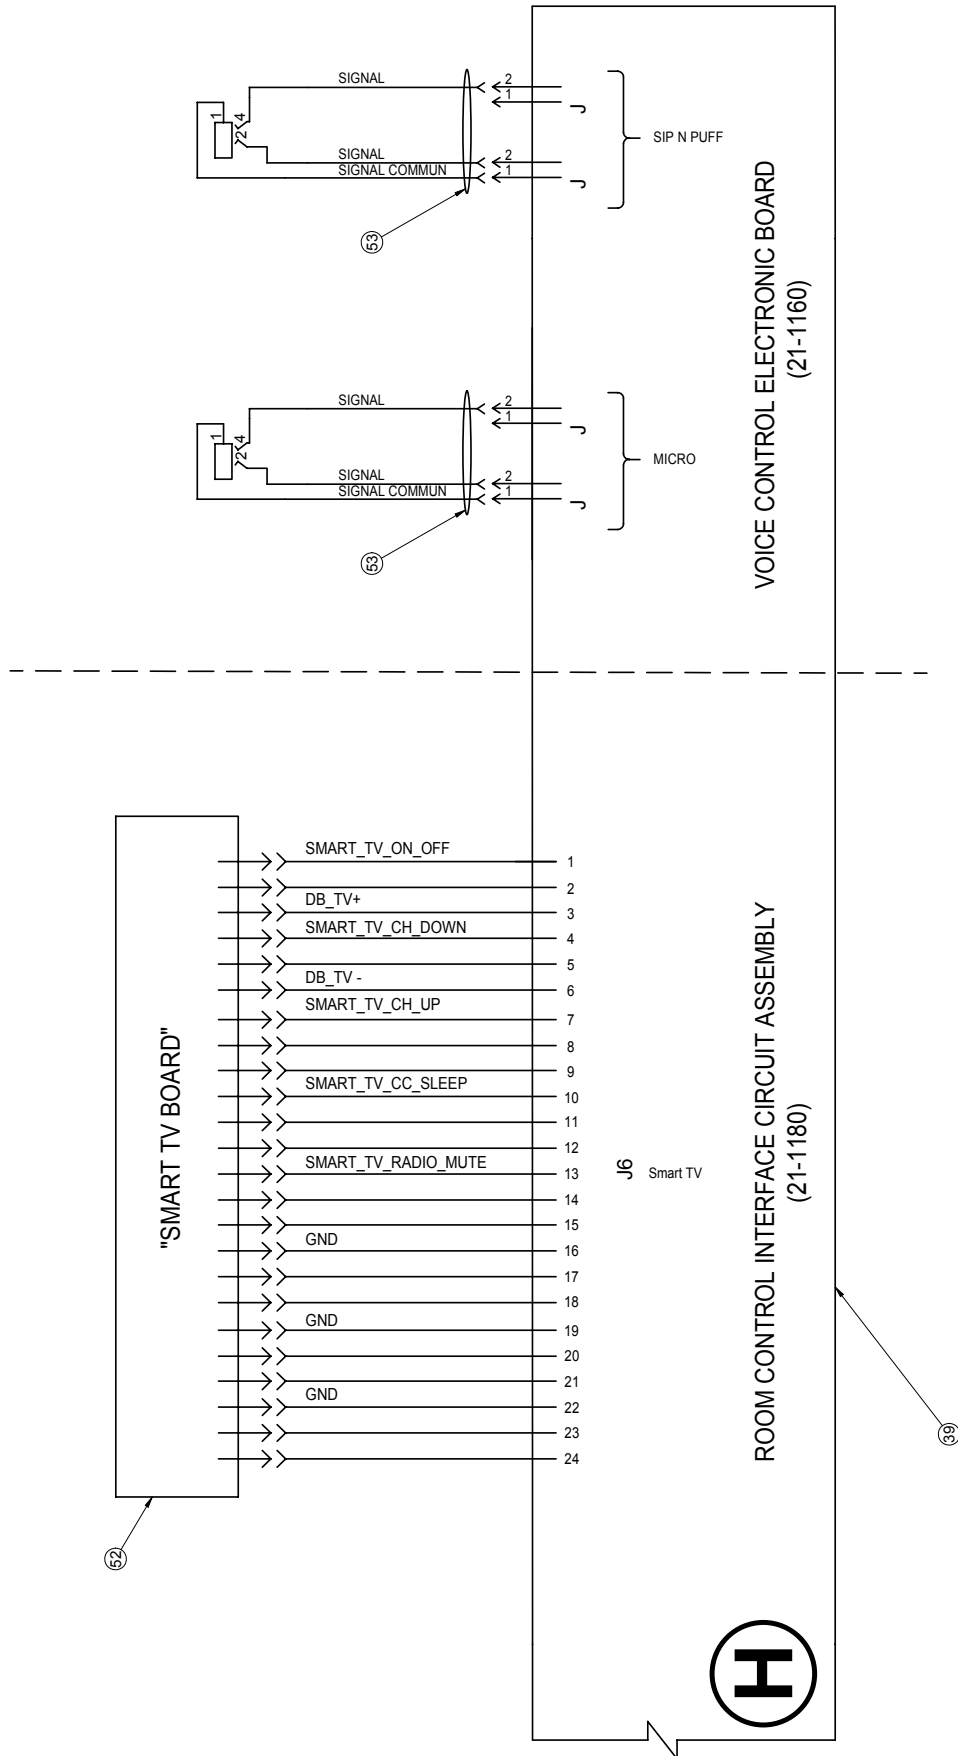 SIGNAL
2
1
J
1
2 4
SIP N PUFF
SIGNAL
2
SIGNAL COMMUN
1
J
53
VOICE CONTROL ELECTRONIC BOARD
(21-1160)
SIGNAL
2
1
J
1
2 4
MICRO
SIGNAL
2
SIGNAL COMMUN
1
J
53
"SMART TV BOARD"
SMART_TV_ON_OFF
1
2
DB_TV+
3
SMART_TV_CH_DOWN
4
5
DB_TV -
6
SMART_TV_CH_UP
7
8
9
SMART_TV_CC_SLEEP
10
11
12
SMART_TV_RADIO_MUTE
13
14
15
GND
16
17
18
GND
19
20
21
GND
22
23
24
J6
Smart TV
ROOM CONTROL INTERFACE CIRCUIT ASSEMBLY
(21-1180)
39
52
H